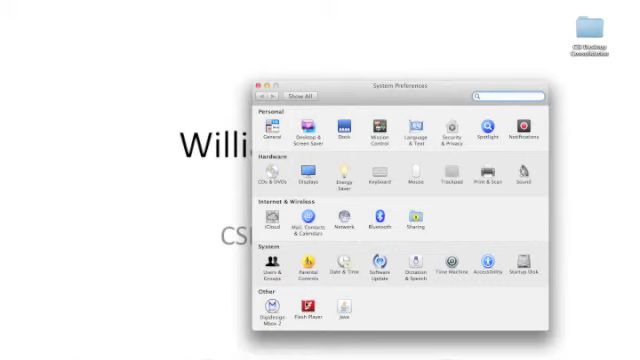 CSI Desktop
Consolidation
System Preferences
Show All
Willia
CSI
Personal
General
Desktop &
Screen Saver
Dock
Mission
Control
Language
& Text
Security
& Privacy
Spotlight
Notifications
Hardware
CDs & DVDs
Displays
Energy
Saver
Keyboard
Mouse
Trackpad
Print & Scan
Sound
Internet & Wireless
iCloud
Mail, Contacts
& Calendars
Network
Bluetooth
Sharing
System
Users &
Groups
Parental
Controls
Date & Time
Software
Update
Dictation
& Speech
Time Machine
Accessibility
Startup Disk
Other
Digidesign
Mbox 2
Flash Player
Java